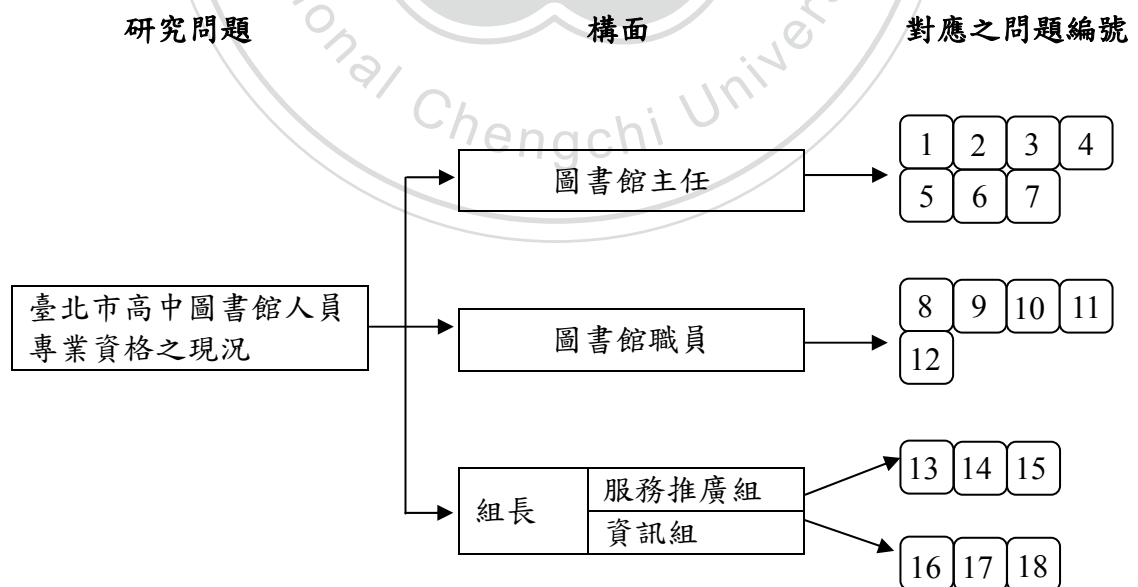 研究問題
構面
對應之問題編號
ional Chengchi Univer
圖書館主任
1 2 3 4
5 6 7
臺北市高中圖書館人員
專業資格之現況
圖書館職員
8 9 10 11
12
組長
服務推廣組
資訊組
13 14 15
16 17 18